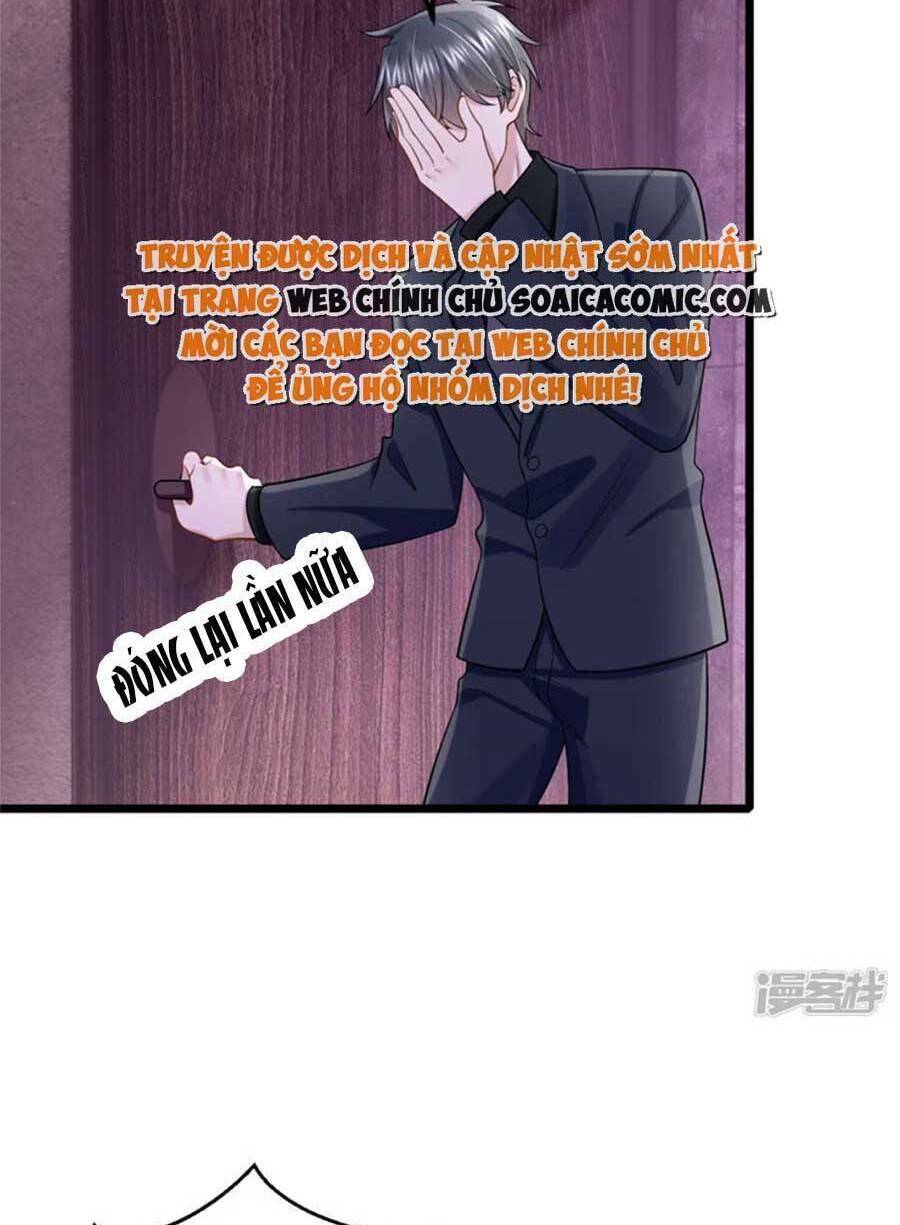 TRUYỆN ĐƯỢC DỊCH VÀ CẬP NHẬT SỚM NHẤT
TẠI TRANG WEB CHÍNH CHỦ SOAICACOMIC.COM
MỜI CÁC BẠN ĐỌC TẠI WEB CHÍNH CHỦ
ĐỂ ỦNG HỘ NHÓM DỊCH NHÉ!
ĐÓNG LẠI LẦN NỮA
漫客栈